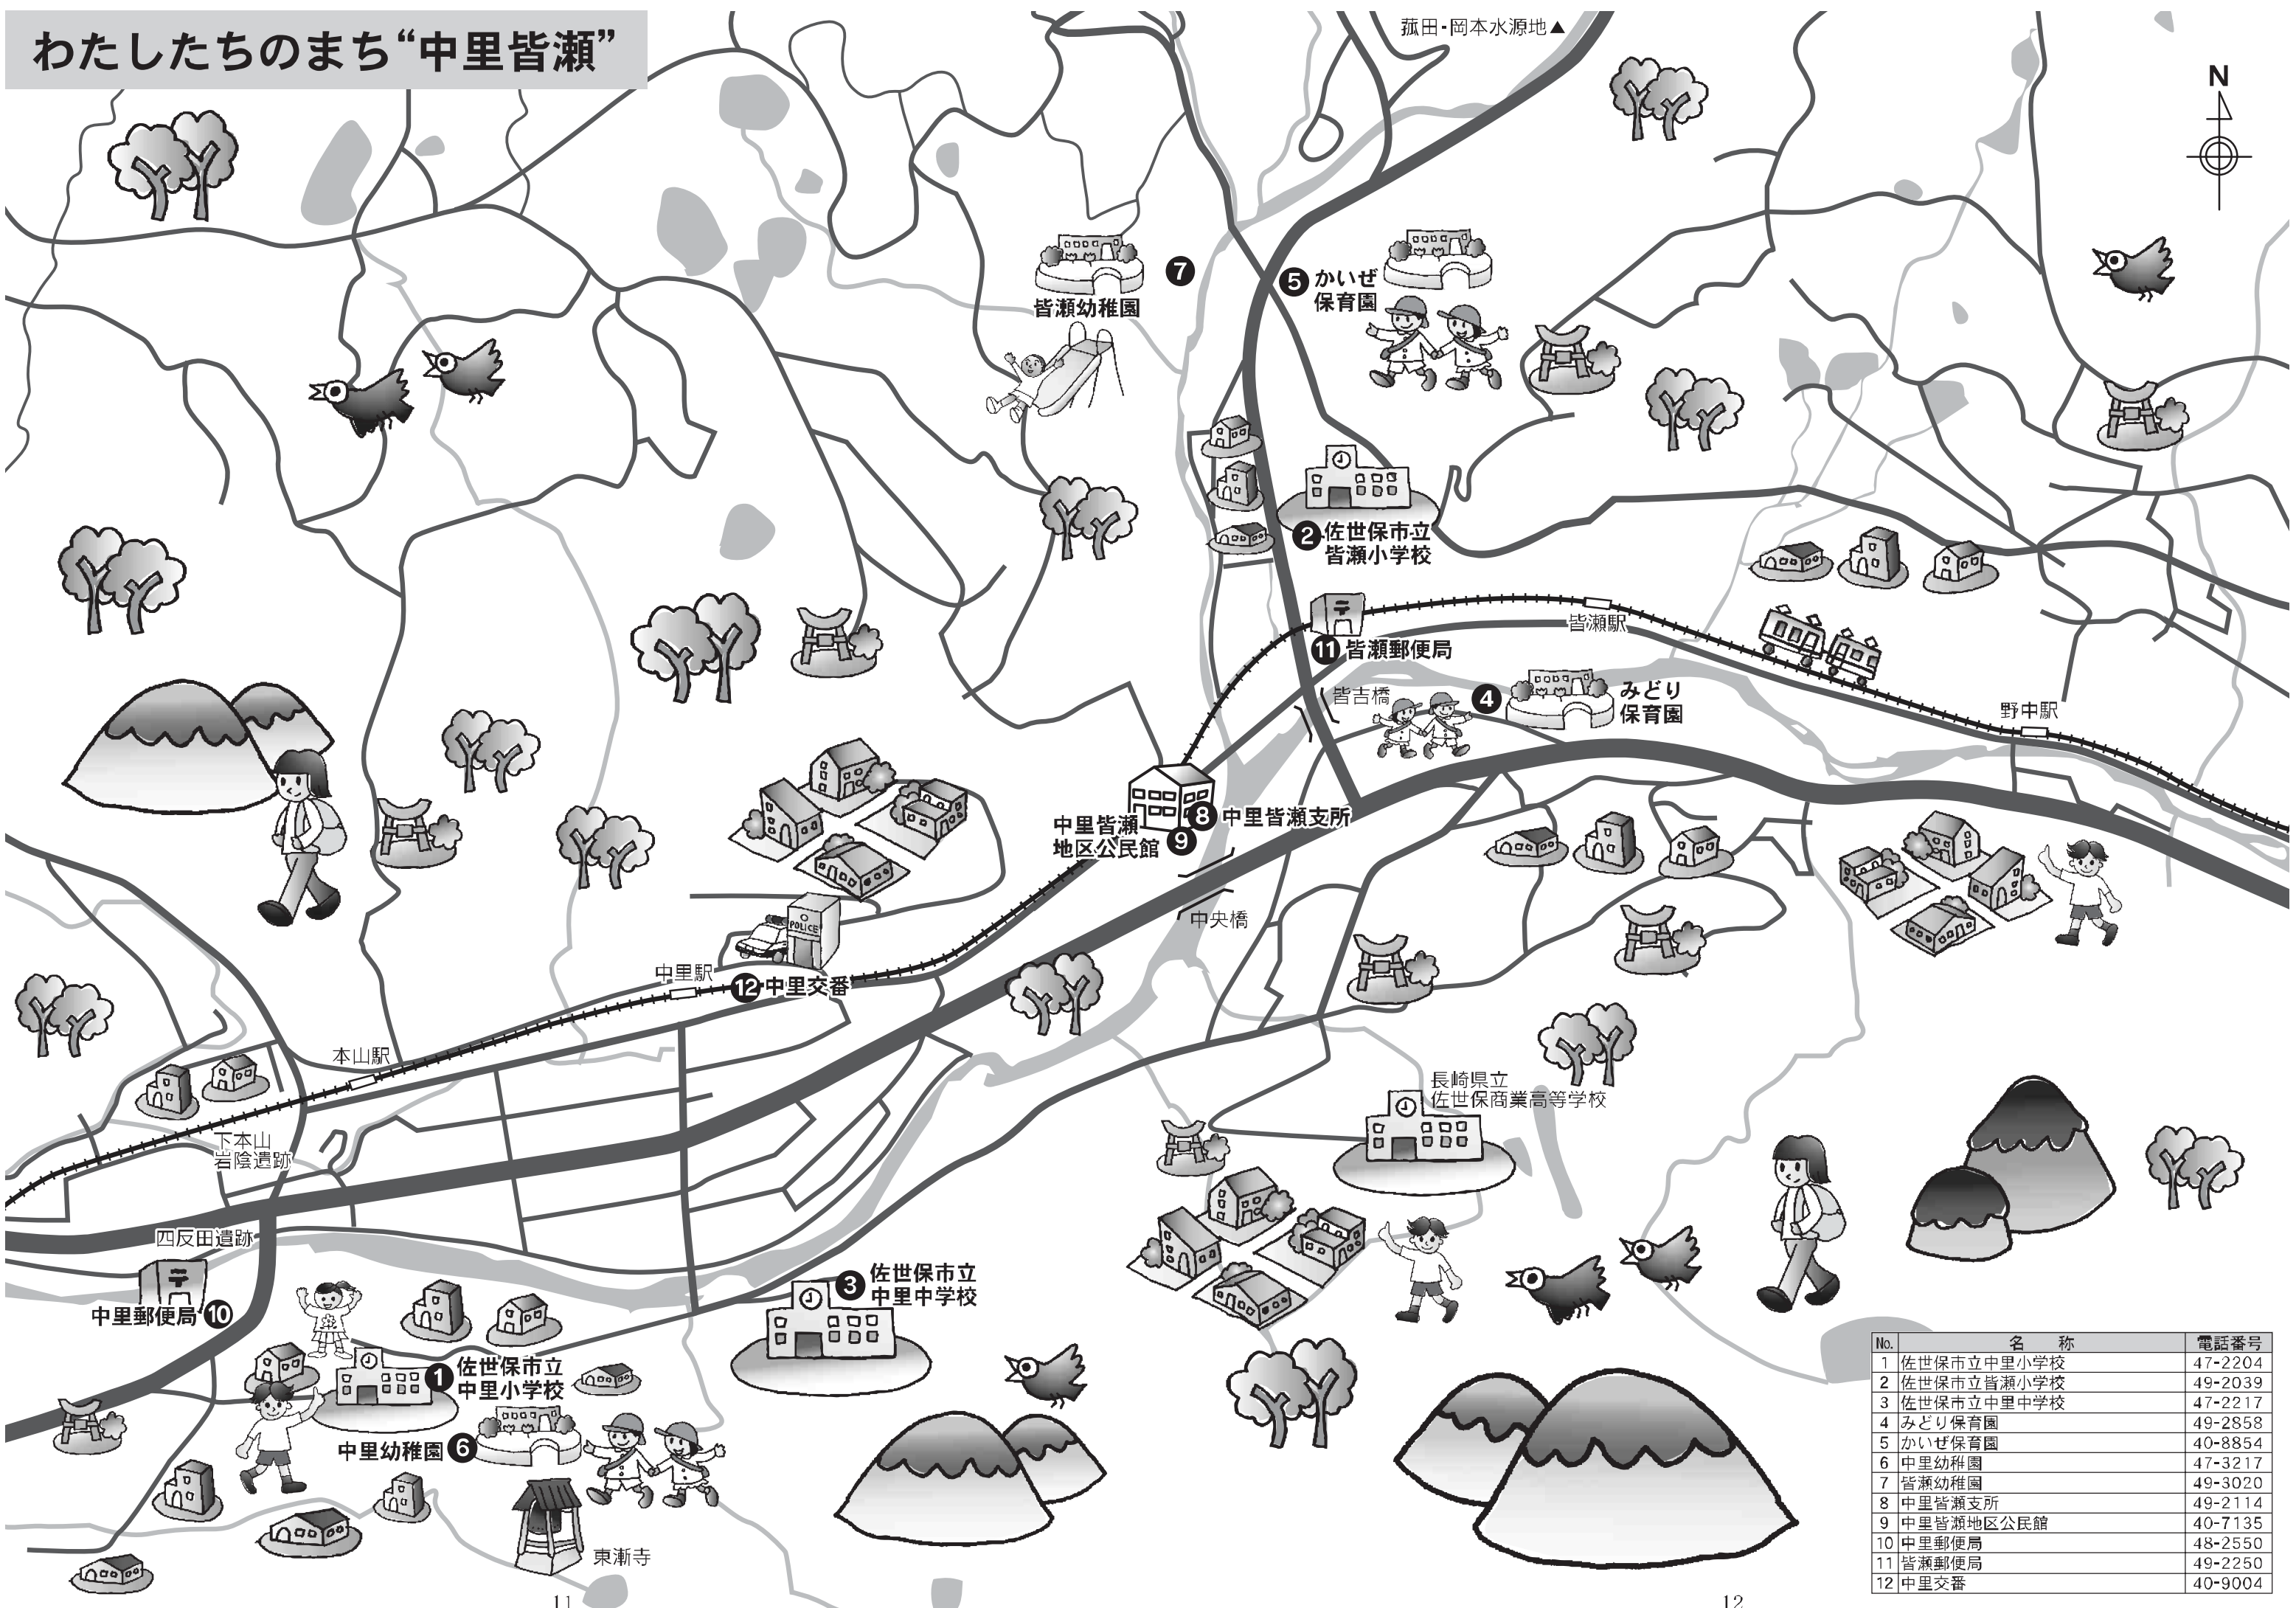 わたしたちのまち“中里皆瀬”
菰田-岡本水源地▲
N
7
皆瀬幼稚園
5 かいぜ
保育園
2 佐世保市立
皆瀬小学校
11 皆瀬郵便局
皆瀬駅
皆吉橋
4 みどり
保育園
野中駅
8 中里皆瀬支所
中里皆瀬
地区公民館 9
中央橋
POLICE
中里駅
12 中里交番
本山駅
下本山
岩陰遺跡
長崎県立
佐世保商業高等学校
四反田遺跡
中里郵便局 10
3 佐世保市立
中里中学校
1 佐世保市立
中里小学校
中里幼稚園 6
東漸寺
No. 名 称 電話番号
1 佐世保市立中里小学校 47-2204
2 佐世保市立皆瀬小学校 49-2039
3 佐世保市立中里中学校 47-2217
4 みどり保育園 49-2858
5 かいぜ保育園 40-8854
6 中里幼稚園 47-3217
7 皆瀬幼稚園 49-3020
8 中里皆瀬支所 49-2114
9 中里皆瀬地区公民館 40-7135
10 中里郵便局 48-2550
11 皆瀬郵便局 49-2250
12 中里交番 40-9004
11
12